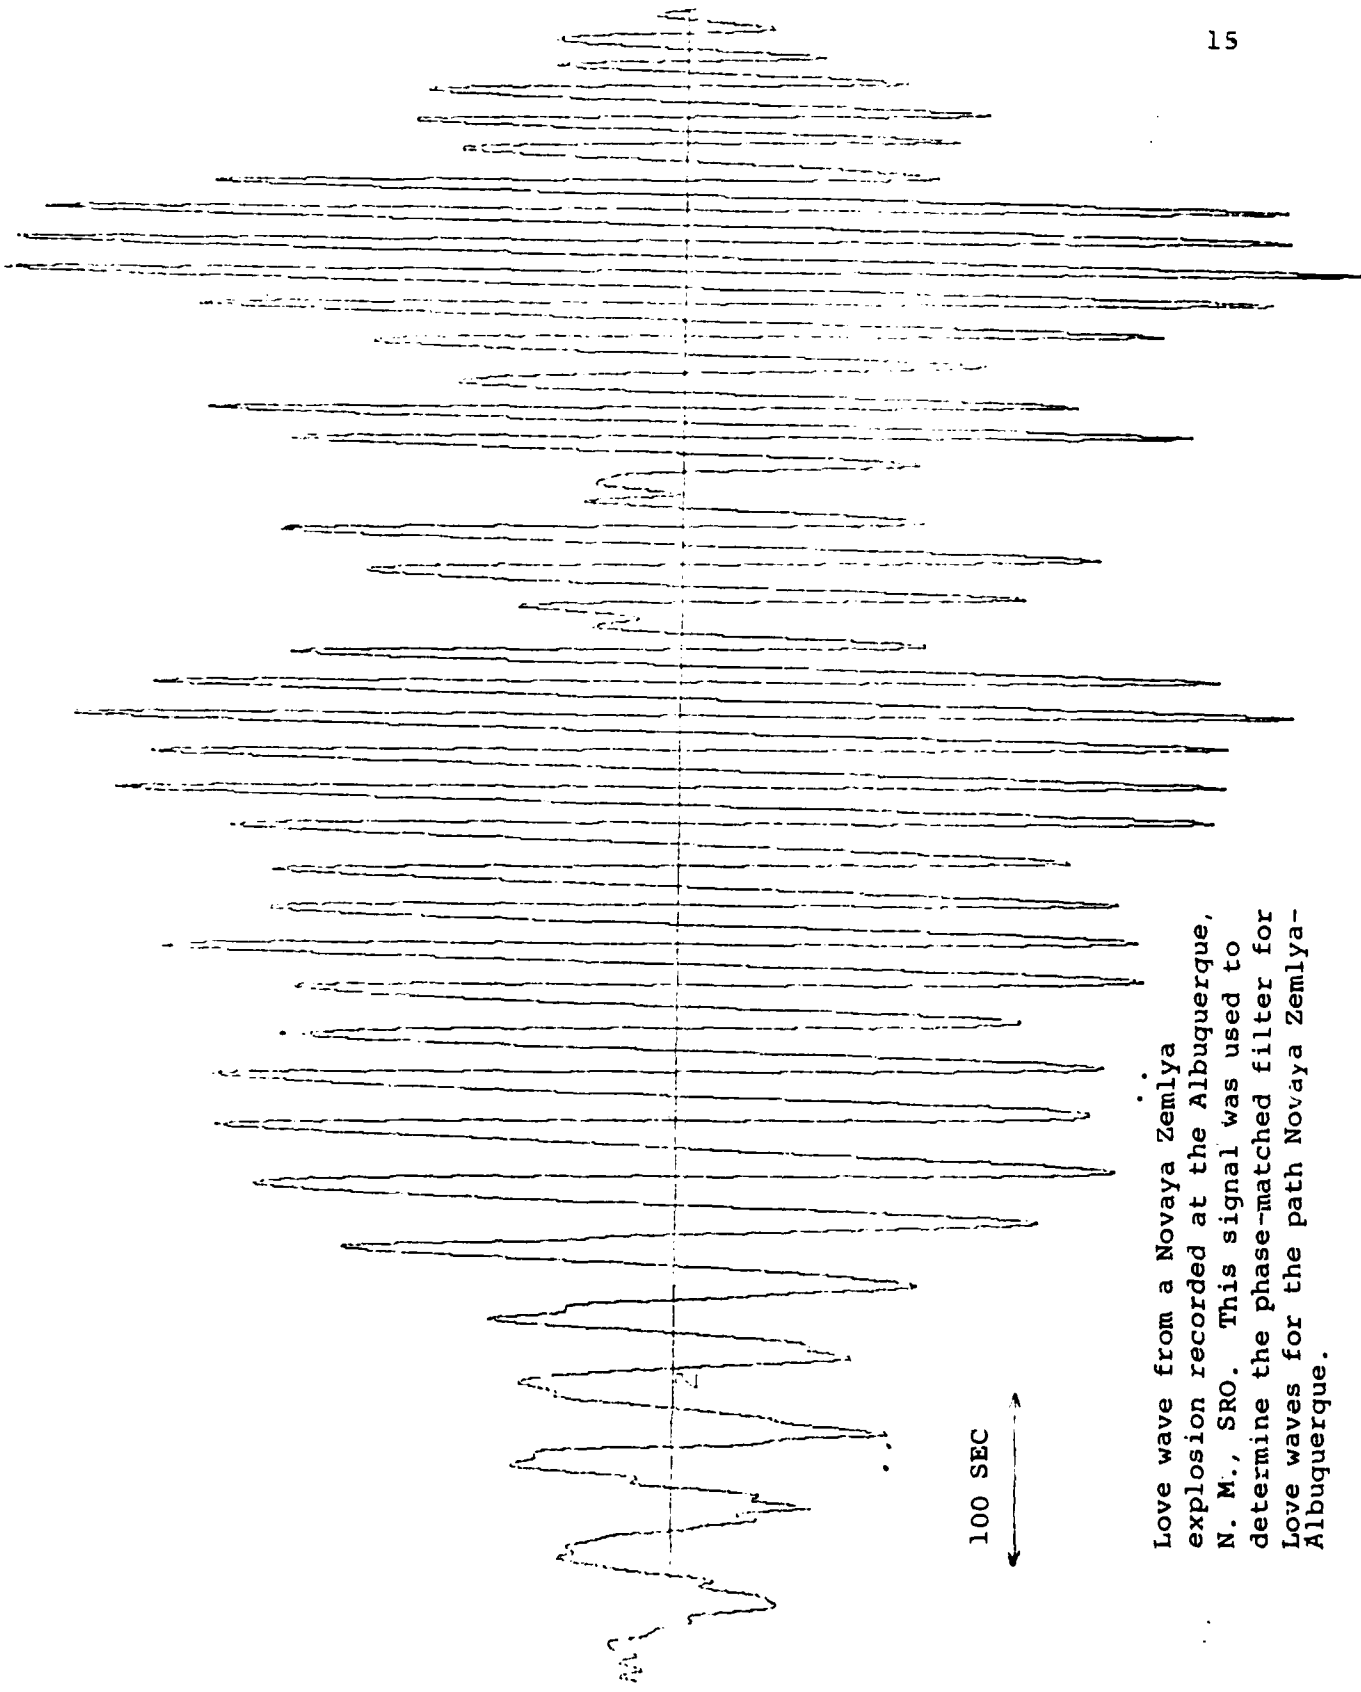 15
100 SEC
Love wave from a Novaya Zemlya
explosion recorded at the Albuquerque,
N. M., SRO. This signal was used to
determine the phase-matched filter for
Love waves for the path Novaya Zemlya-
Albuquerque.